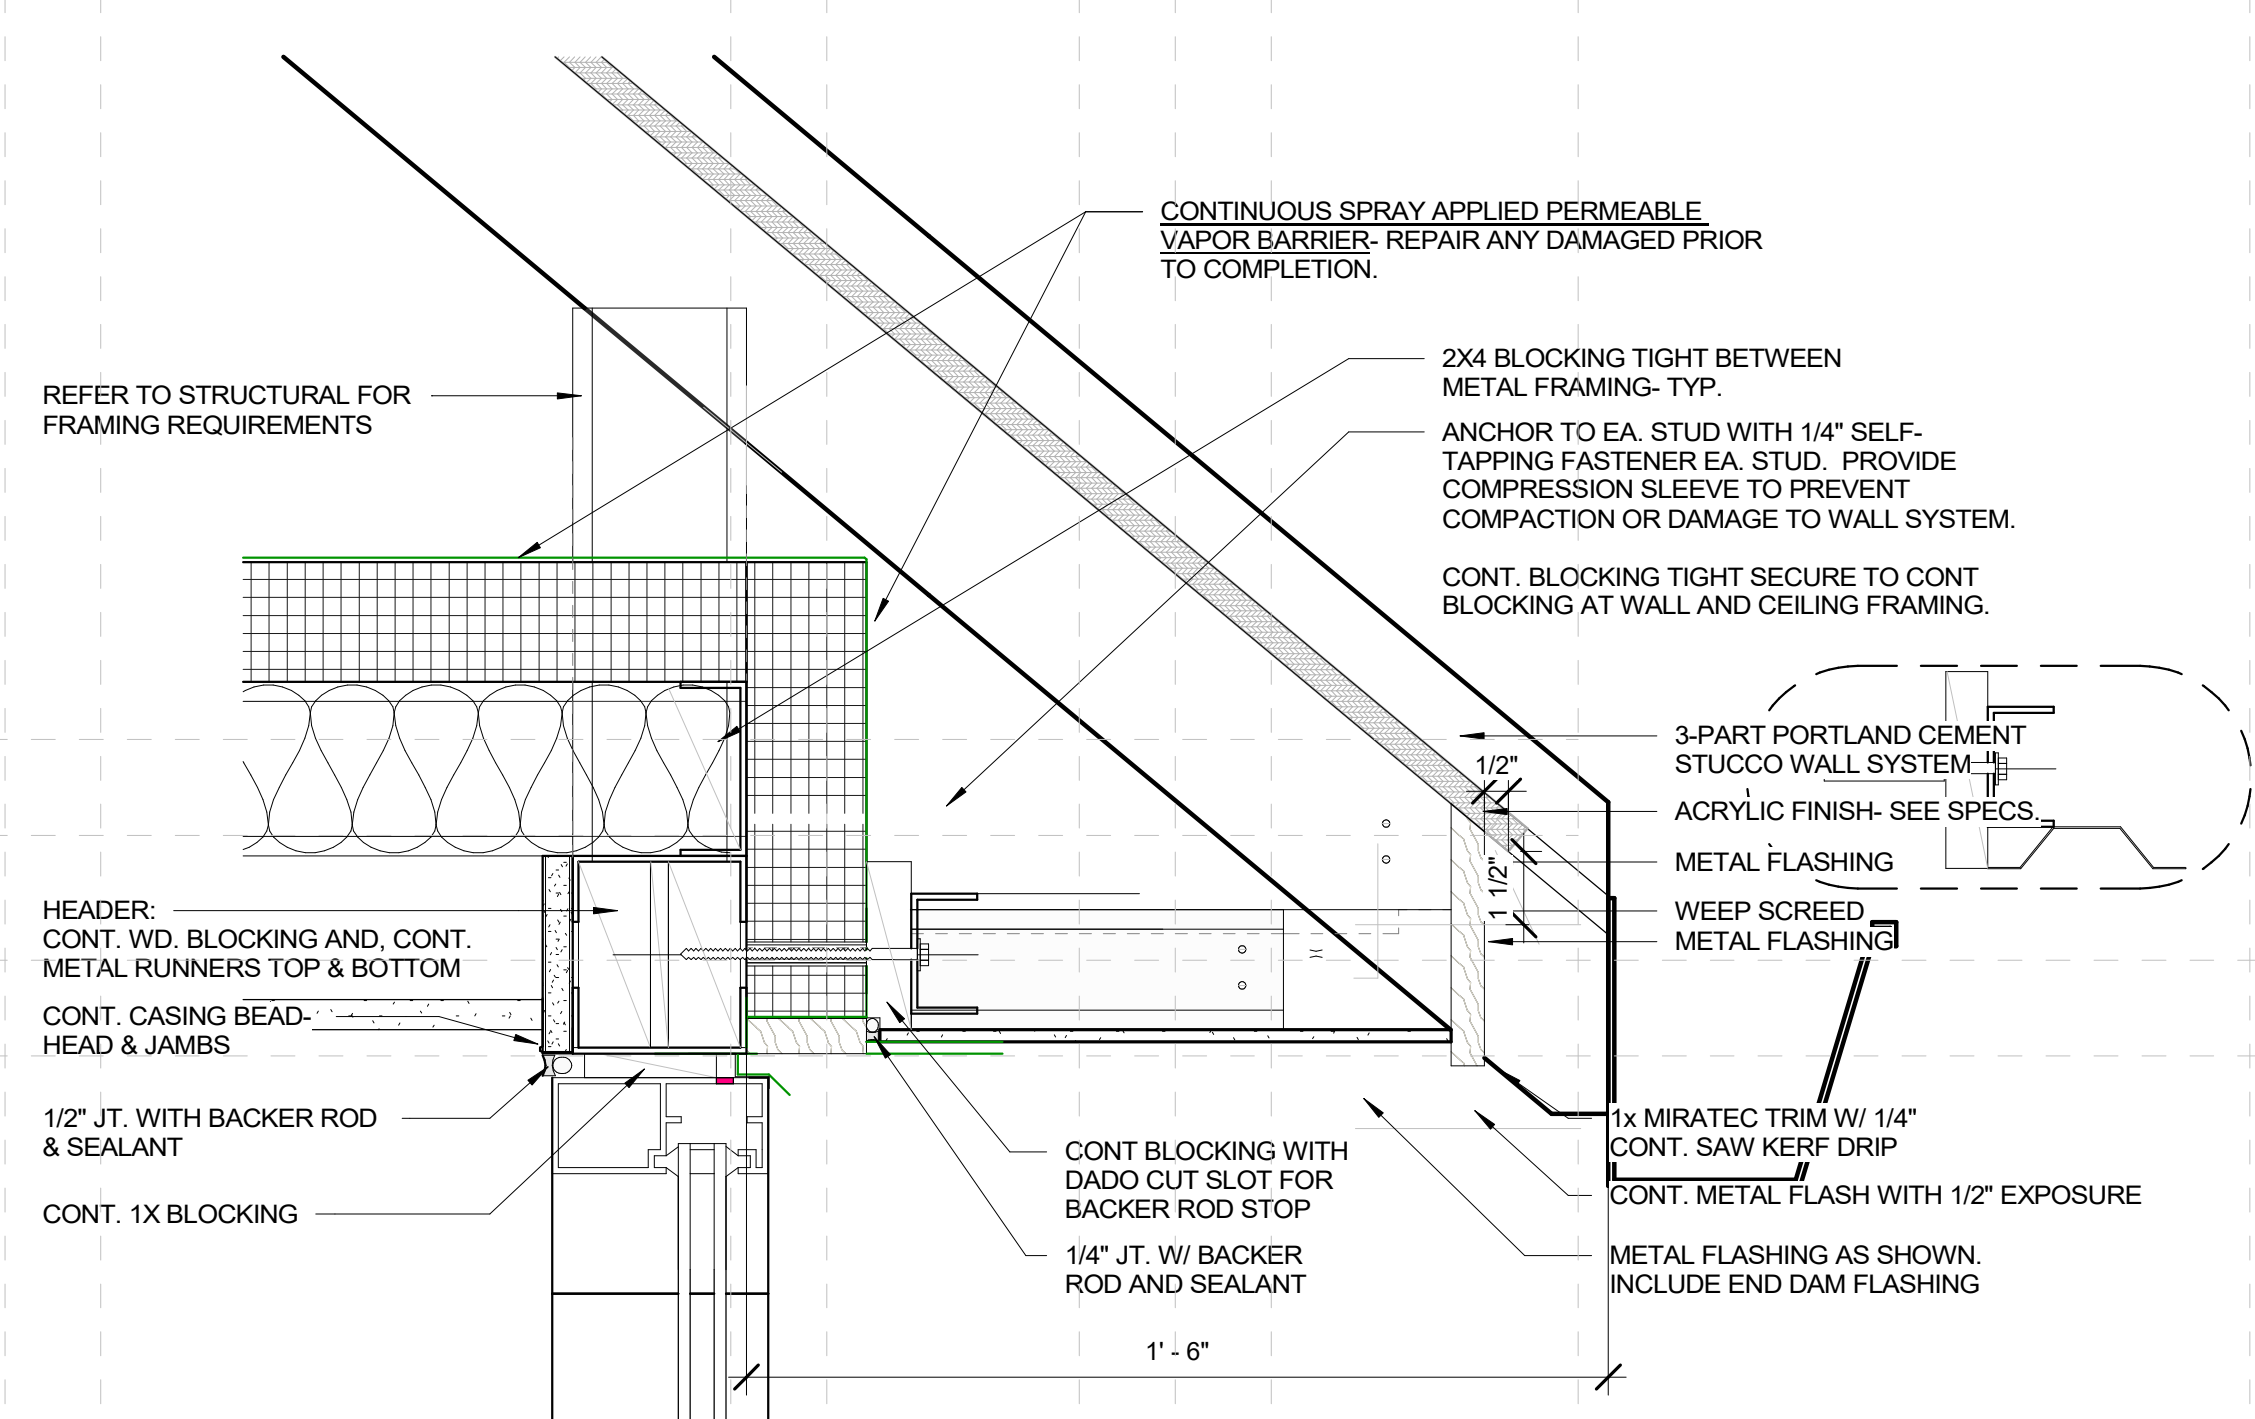 CONTINUOUS SPRAY APPLIED PERMEABLE
VAPOR BARRIER- REPAIR ANY DAMAGED PRIOR
TO COMPLETION.
2X4 BLOCKING TIGHT BETWEEN
METAL FRAMING- TYP.
REFER TO STRUCTURAL FOR
FRAMING REQUIREMENTS
ANCHOR TO EA. STUD WITH 1/4" SELF-
TAPPING FASTENER EA. STUD.  PROVIDE
COMPRESSION SLEEVE TO PREVENT
COMPACTION OR DAMAGE TO WALL SYSTEM.
CONT. BLOCKING TIGHT SECURE TO CONT
BLOCKING AT WALL AND CEILING FRAMING.
3-PART PORTLAND CEMENT
STUCCO WALL SYSTEM
1/2"
ACRYLIC FINISH- SEE SPECS.
METAL FLASHING
1 1/2"
WEEP SCREED
METAL FLASHING
HEADER:
CONT. WD. BLOCKING AND, CONT.
METAL RUNNERS TOP & BOTTOM
CONT. CASING BEAD-
HEAD & JAMBS
1/2" JT. WITH BACKER ROD
& SEALANT
CONT. 1X BLOCKING
1x MIRATEC TRIM W/ 1/4"
CONT. SAW KERF DRIP
CONT BLOCKING WITH
DADO CUT SLOT FOR
BACKER ROD STOP
CONT. METAL FLASH WITH 1/2" EXPOSURE
1/4" JT. W/ BACKER
ROD AND SEALANT
METAL FLASHING AS SHOWN.
INCLUDE END DAM FLASHING
1' - 6"